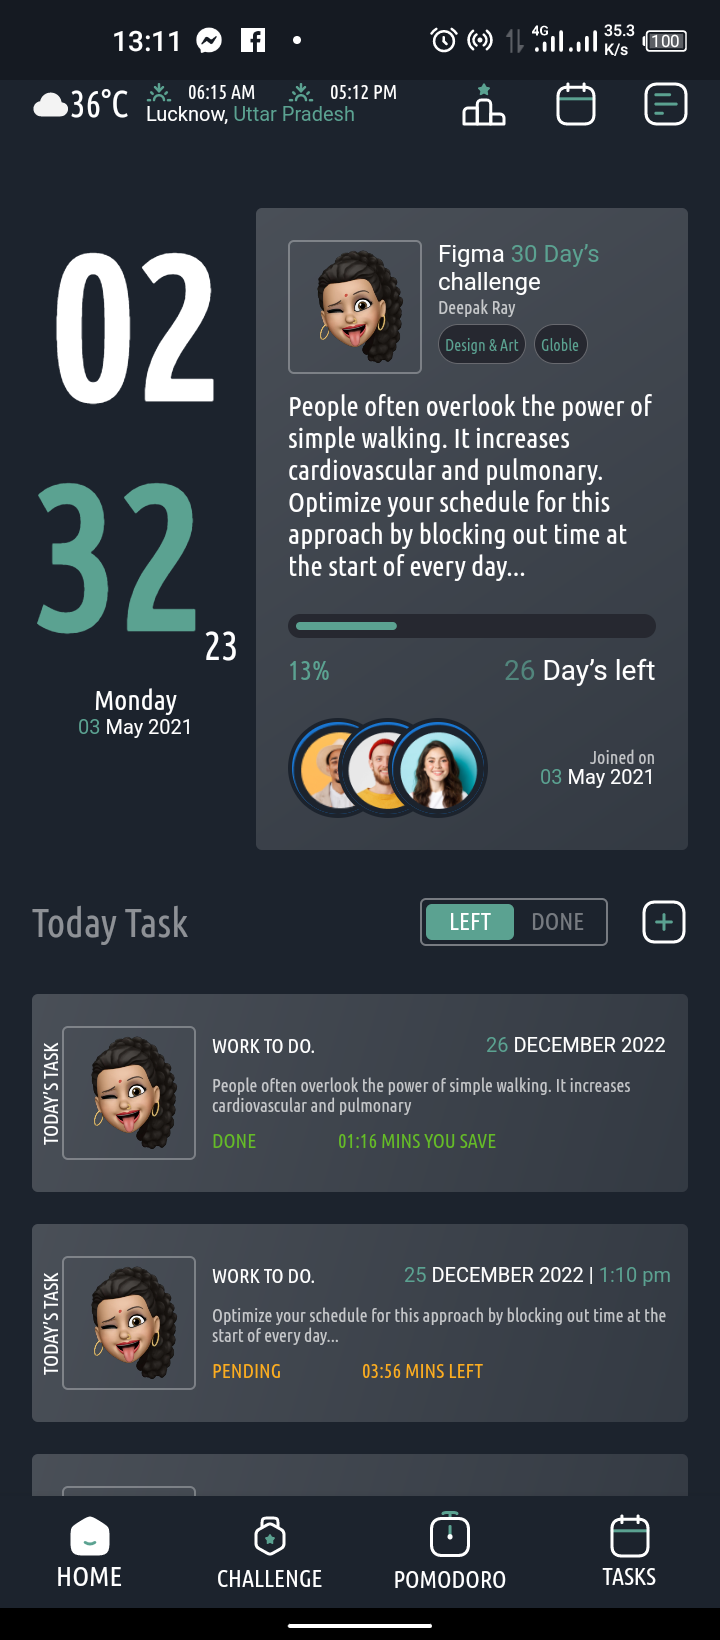 13:11
4G
35.3
K/s
100
36°C
06:15 AM
05:12 PM
Lucknow, Uttar Pradesh
02
32
23
Monday
03 May 2021
Figma 30 Day's
challenge
Deepak Ray
Design & Art
Globle
People often overlook the power of
simple walking. It increases
cardiovascular and pulmonary.
Optimize your schedule for this
approach by blocking out time at
the start of every day...
13%
26 Day's left
Joined on
03 May 2021
Today Task
LEFT
DONE
TODAY'S TASK
WORK TO DO.
26 DECEMBER 2022
People often overlook the power of simple walking. It increases
cardiovascular and pulmonary
DONE
01:16 MINS YOU SAVE
TODAY'S TASK
WORK TO DO.
25 DECEMBER 2022 | 1:10 pm
Optimize your schedule for this approach by blocking out time at the
start of every day...
PENDING
03:56 MINS LEFT
HOME
CHALLENGE
POMODORO
TASKS